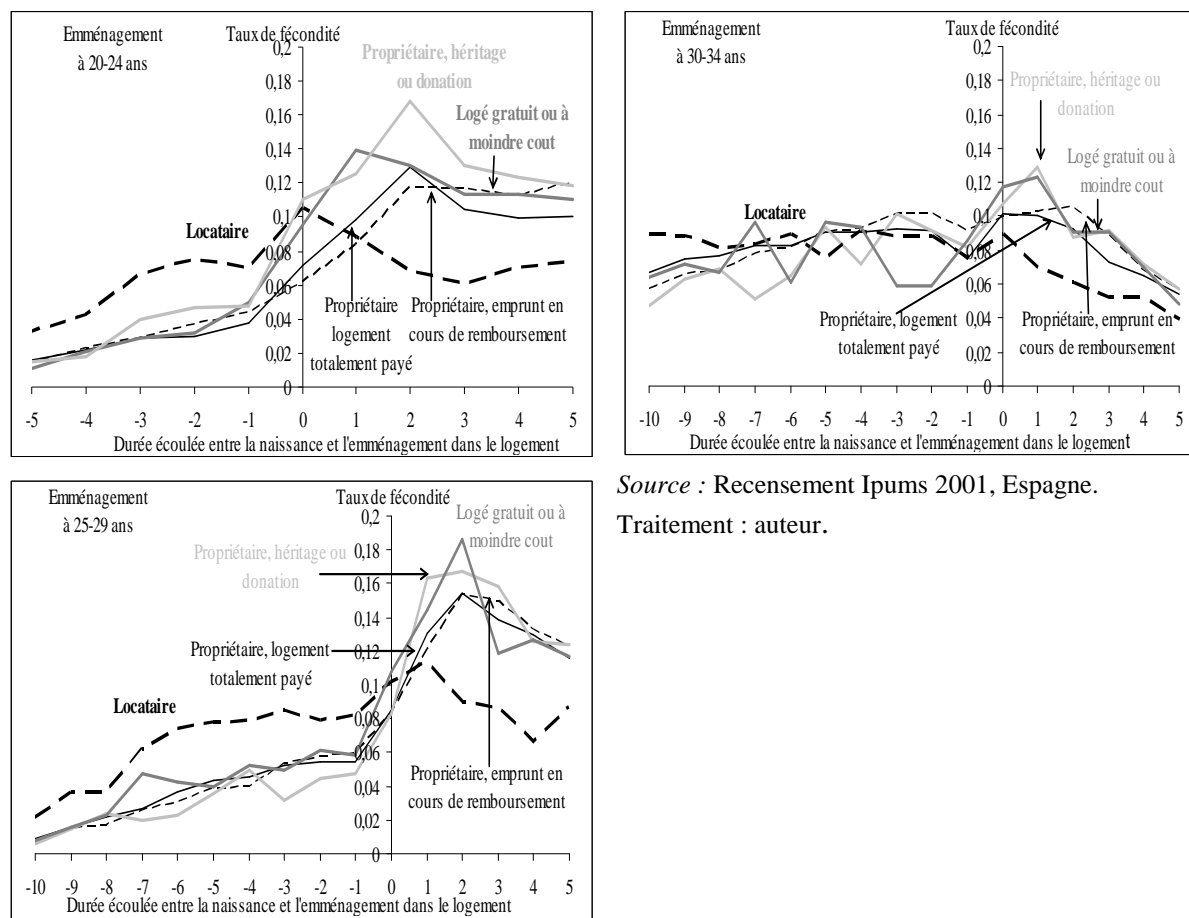 Emménagement
à 20-24 ans
Taux de fécondité
0,2
0,18
0,16
0,14
0,12
0,1
0,08
0,06
0,04
0,02
0
Propriétaire, héritage
ou donation
Logé gratuit ou à
moindre cout
Locataire
Propriétaire
logement
totalement payé
Propriétaire, emprunt en
cours de remboursement
-5 -4 -3 -2 -1 0 1 2 3 4 5
Durée écoulée entre la naissance et l'emménagement dans le logement
Emménagement
à 30-34 ans
Taux de fécondité
0,2
0,18
0,16
0,14
0,12
0,1
0,08
0,06
0,04
0,02
0
Propriétaire, héritage ou
donation
Logé gratuit ou à
moindre cout
Locataire
Propriétaire, logement
totalement payé
Propriétaire, emprunt en
cours de remboursement
-10 -9 -8 -7 -6 -5 -4 -3 -2 -1 0 1 2 3 4 5
Durée écoulée entre la naissance et l'emménagement dans le logement
Emménagement
à 25-29 ans
Taux de fécondité
0,2
0,18
0,16
0,14
0,12
0,1
0,08
0,06
0,04
0,02
0
Logé gratuit ou à
moindre cout
Propriétaire, héritage ou
donation
Propriétaire, logement
totalement payé
Locataire
Propriétaire, emprunt en
cours de remboursement
-10 -9 -8 -7 -6 -5 -4 -3 -2 -1 0 1 2 3 4 5
Durée écoulée entre la naissance et l'emménagement dans le logement
Source : Recensement Ipums 2001, Espagne.
Traitement : auteur.